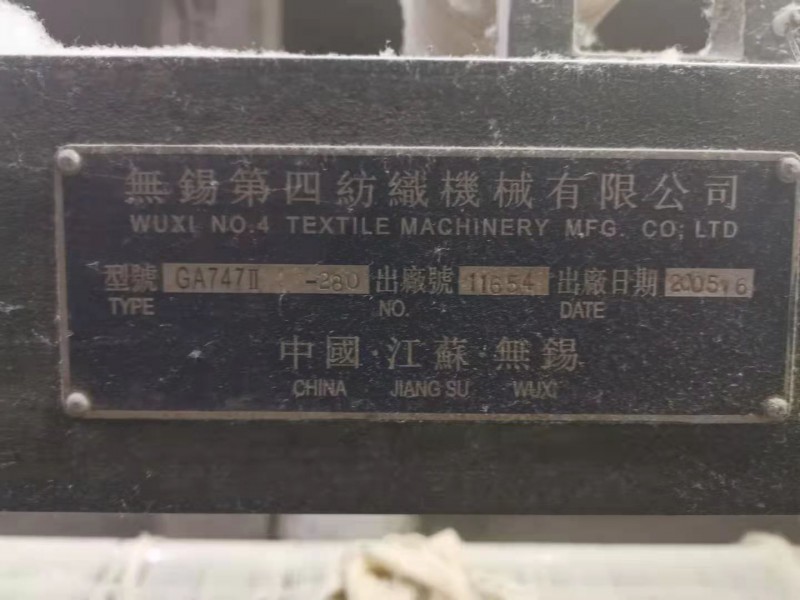 無錫第四紡織機械有限公司
WUXI NO.4 TEXTILE MACHINERY MFG. CO; LTD
型號 GA747II -280 出廠號 11654 出廠日期 2005.6
TYPE NO. DATE
中國·江蘇·無錫
CHINA JIANG SU WUXI